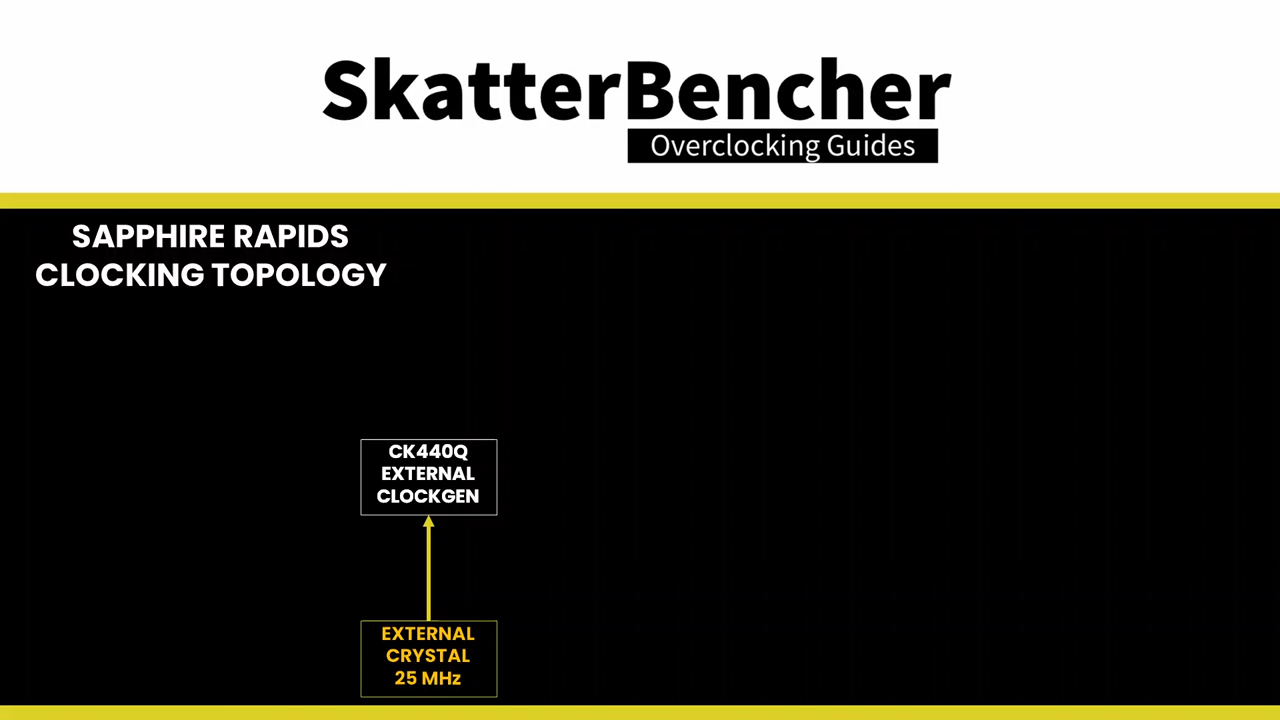 SkatterBencher
Overclocking Guides
SAPPHIRE RAPIDS
CLOCKING TOPOLOGY
CK440Q
EXTERNAL
CLOCKGEN
EXTERNAL
CRYSTAL
25 MHz